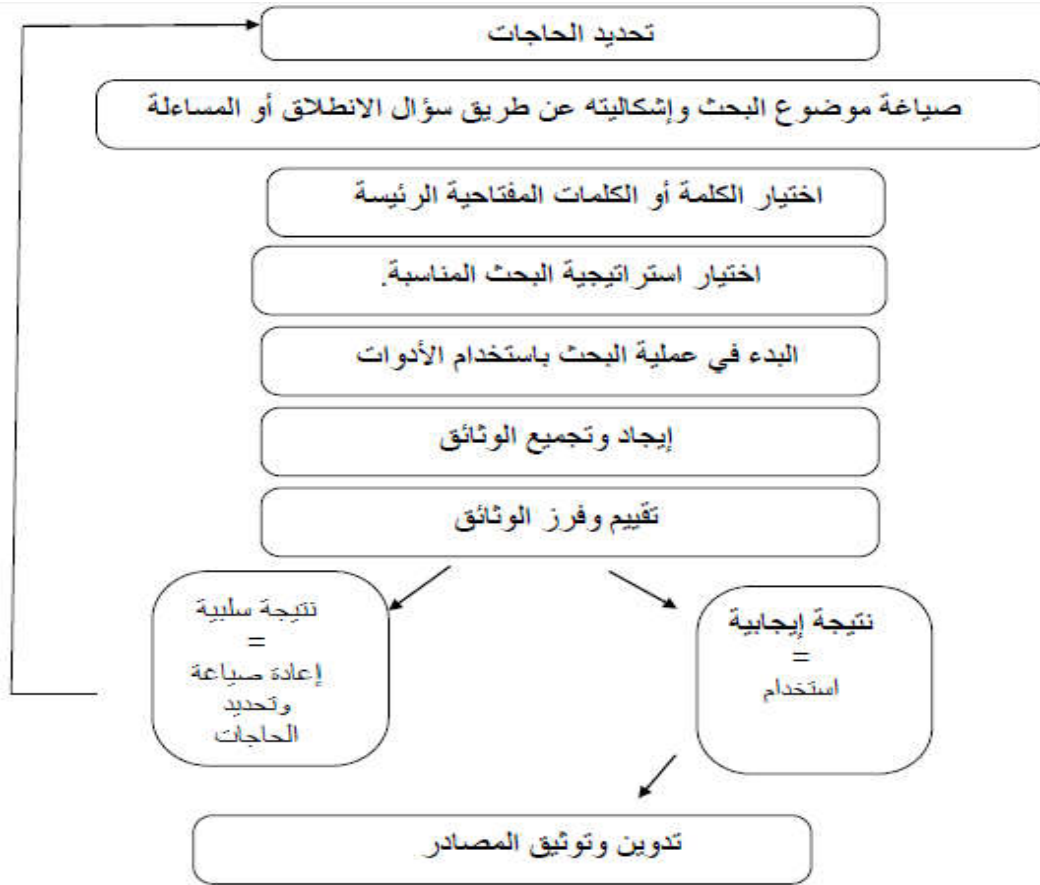 تحديد الحاجات
صياغة موضوع البحث وإشكاليته عن طريق سؤال الانطلاق أو المساءلة
اختيار الكلمة أو الكلمات المفتاحية الرئيسة
اختيار استراتيجية البحث المناسبة.
البدء في عملية البحث باستخدام الأدوات
إيجاد وتجميع الوثائق
تقييم وفرز الوثائق
نتيجة إيجابية
=
استخدام
نتيجة سلبية
=
إعادة صياغة
وتحديد
الحاجات
تدوين وتوثيق المصادر